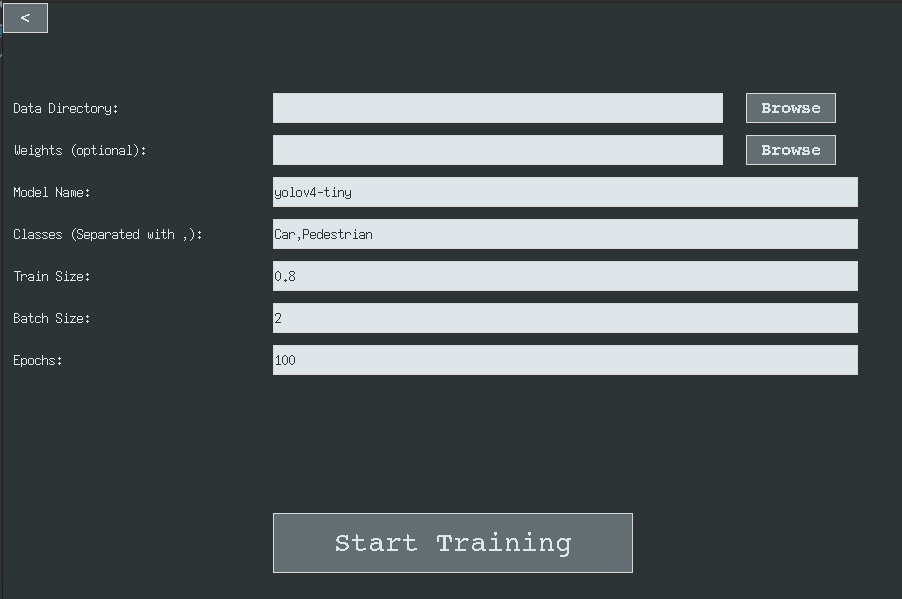 <
Data Directory: Browse
Weights (optional): Browse
Model Name: yolov4-tiny
Classes (Separated with ,): Car,Pedestrian
Train Size: 0.8
Batch Size: 2
Epochs: 100
Start Training